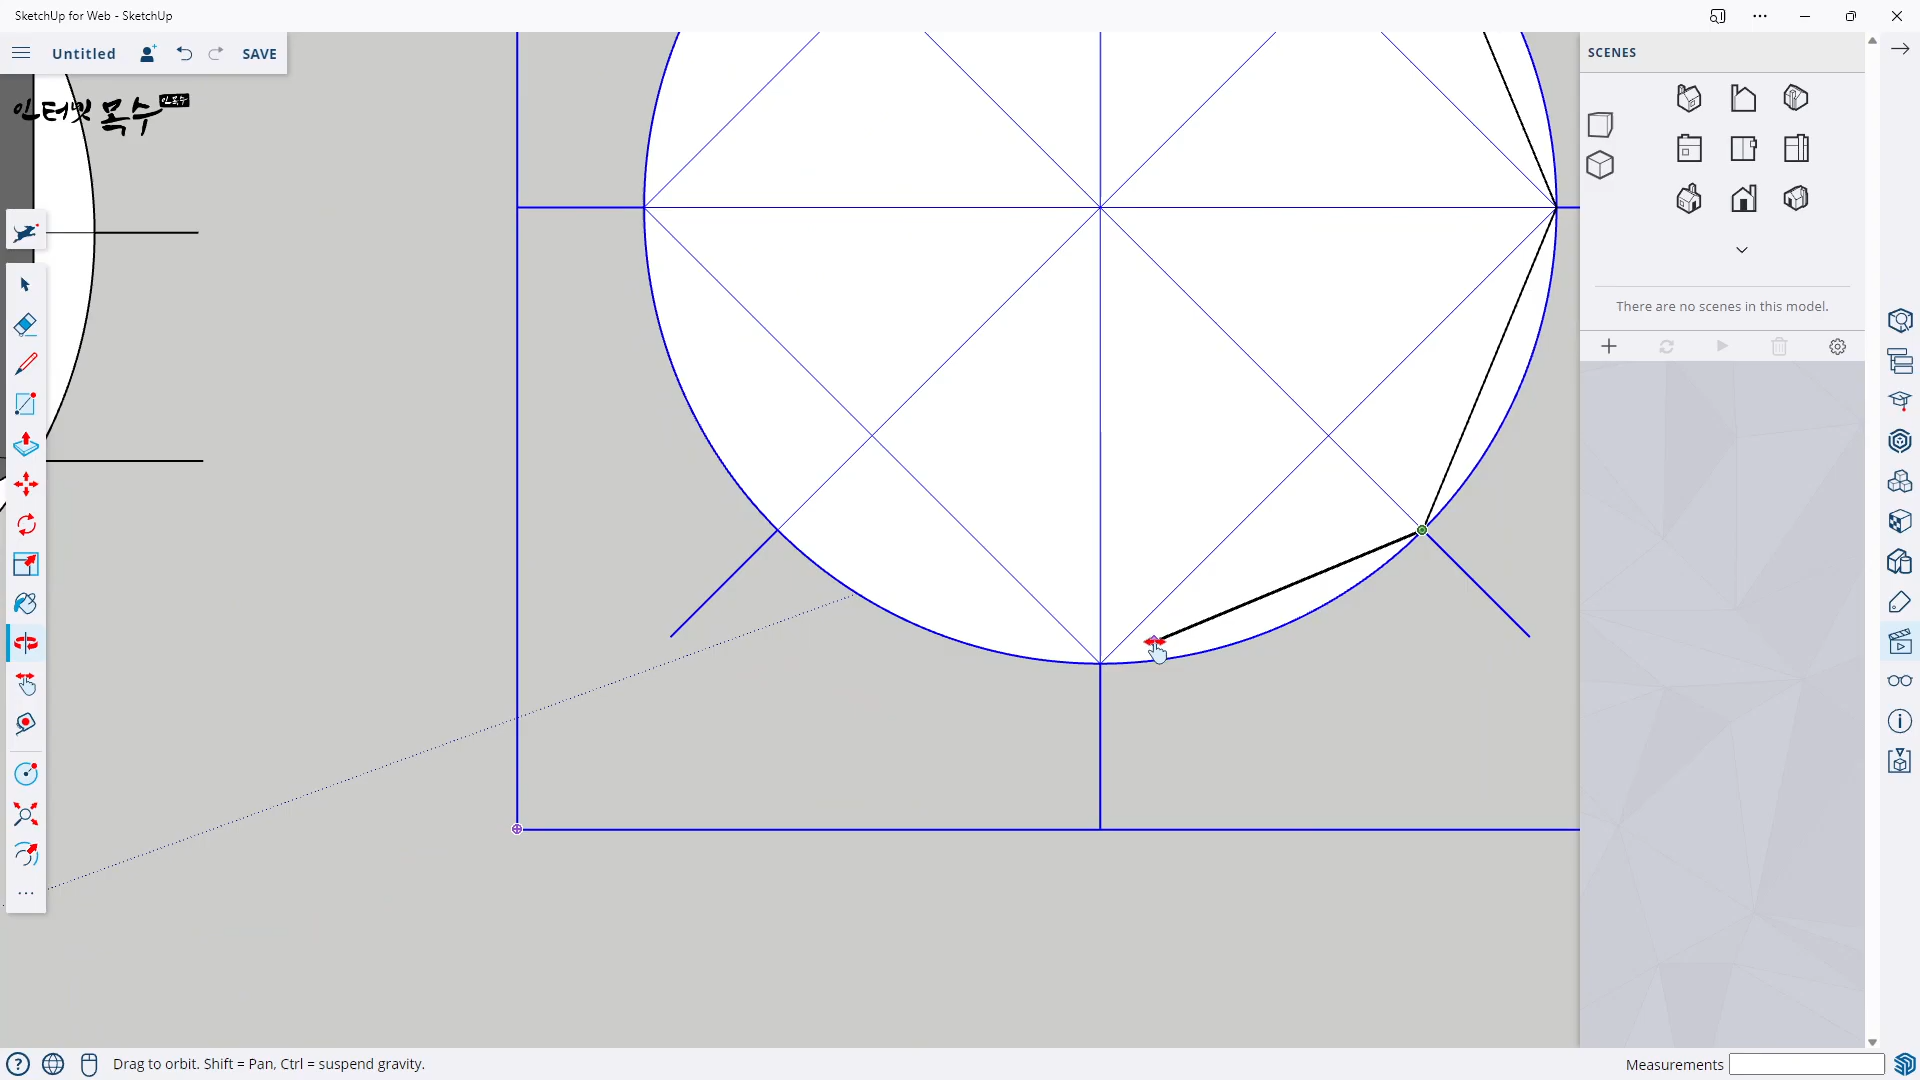 SketchUp for Web - SketchUp
Untitled
SAVE
인터넷 목수
SCENES
There are no scenes in this model.
Drag to orbit. Shift = Pan, Ctrl = suspend gravity.
Measurements